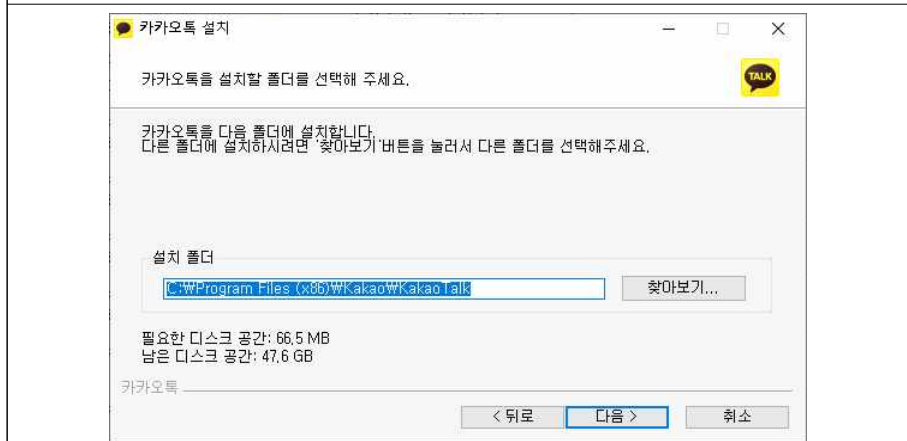 카카오톡 설치
카카오톡을 설치할 폴더를 선택해 주세요.
TALK
카카오톡을 다음 폴더에 설치합니다.
다른 폴더에 설치하시려면 '찾아보기'버튼을 눌러서 다른 폴더를 선택해주세요.
설치 폴더
C:₩Program Files (x86)₩Kakao₩KakaoTalk
찾아보기...
필요한 디스크 공간: 66.5 MB
남은 디스크 공간: 47.6 GB
카카오톡
< 뒤로
다음 >
취소